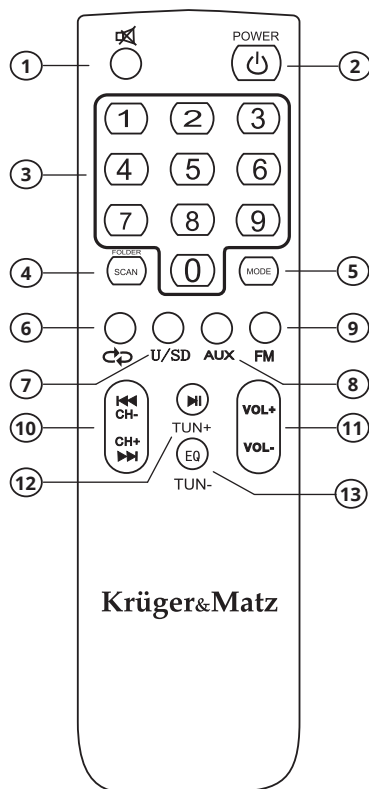 POWER
1
2
1 2 3
3
4 5 6
7 8 9
FOLDER
4
SCAN
0
MODE
5
6
9
U/SD
AUX
FM
7
8
10
CH-
CH+
VOL+
VOL-
11
TUN+
12
EQ
13
TUN-
Krüger&Matz